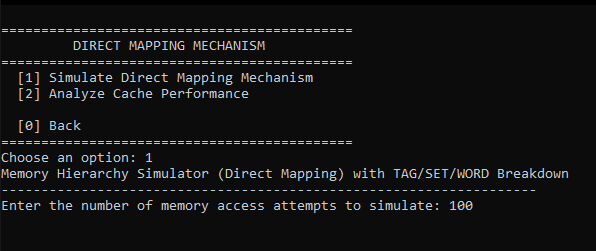 ============================================
DIRECT MAPPING MECHANISM
============================================
[1] Simulate Direct Mapping Mechanism
[2] Analyze Cache Performance
[0] Back
============================================
Choose an option: 1
Memory Hierarchy Simulator (Direct Mapping) with TAG/SET/WORD Breakdown
-------------------------------------------------------------------
Enter the number of memory access attempts to simulate: 100